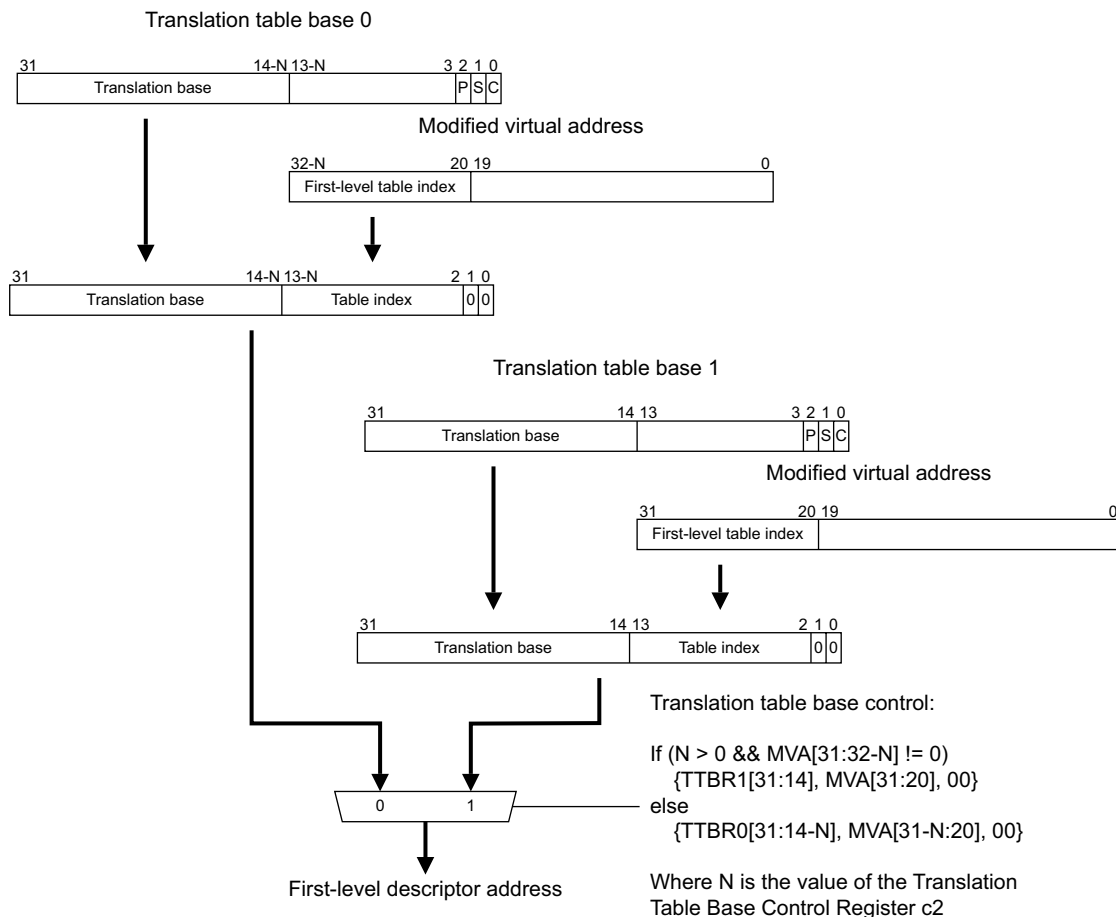 Translation table base 0
31 14-N 13-N 3 2 1 0
Translation base P S C
Modified virtual address
32-N 20 19 0
First-level table index
31 14-N 13-N 2 1 0
Translation base Table index 0 0
Translation table base 1
31 14 13 3 2 1 0
Translation base P S C
Modified virtual address
31 20 19 0
First-level table index
31 14 13 2 1 0
Translation base Table index 0 0
Translation table base control:
If (N > 0 && MVA[31:32-N] != 0)
{TTBR1[31:14], MVA[31:20], 00}
0 1
else
{TTBR0[31:14-N], MVA[31-N:20], 00}
First-level descriptor address
Where N is the value of the Translation
Table Base Control Register c2